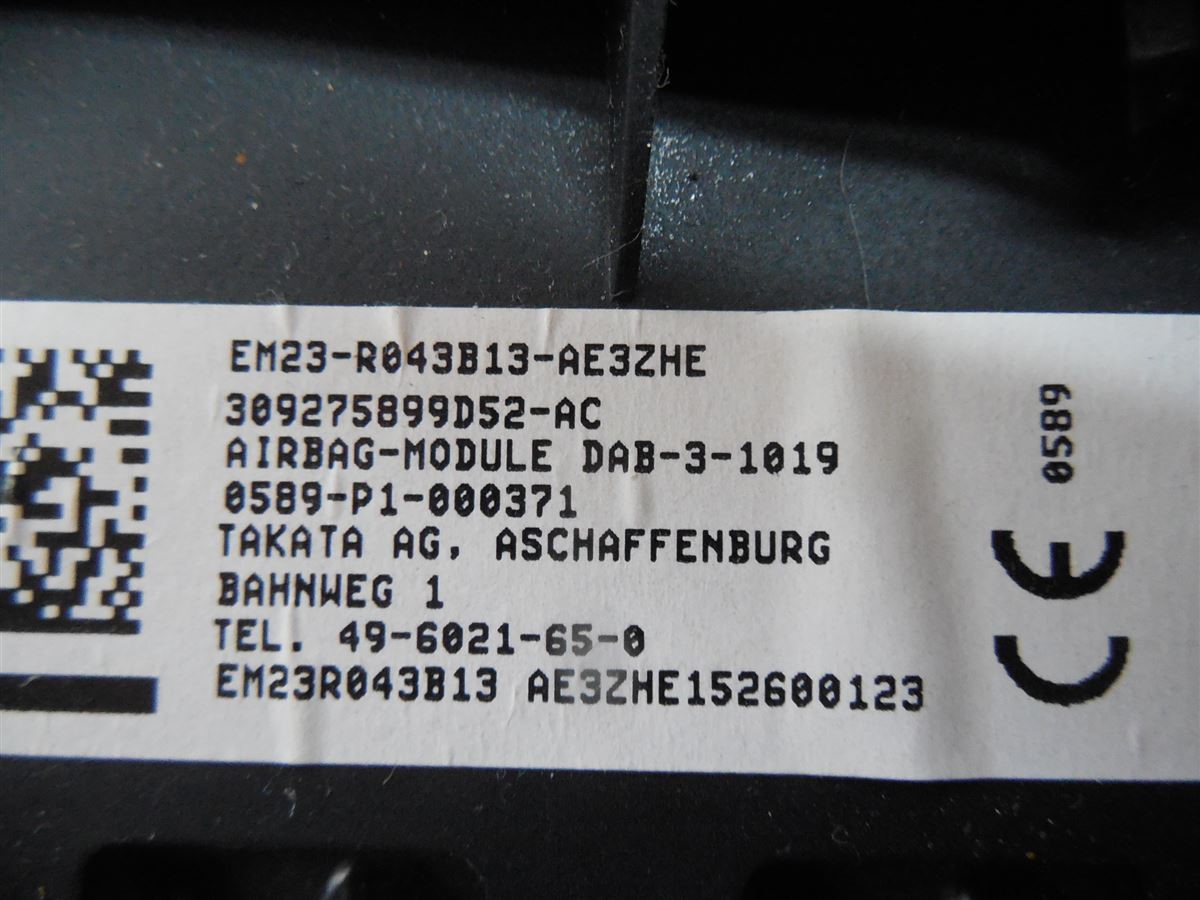 EM23-R043B13-AE3ZHE
309275899D52-AC
AIRBAG-MODULE DAB-3-1019
0589-P1-000371
TAKATA AG, ASCHAFFENBURG
BAHNWEG 1
TEL. 49-6021-65-0
EM23R043B13 AE3ZHE152600123
0589
CE